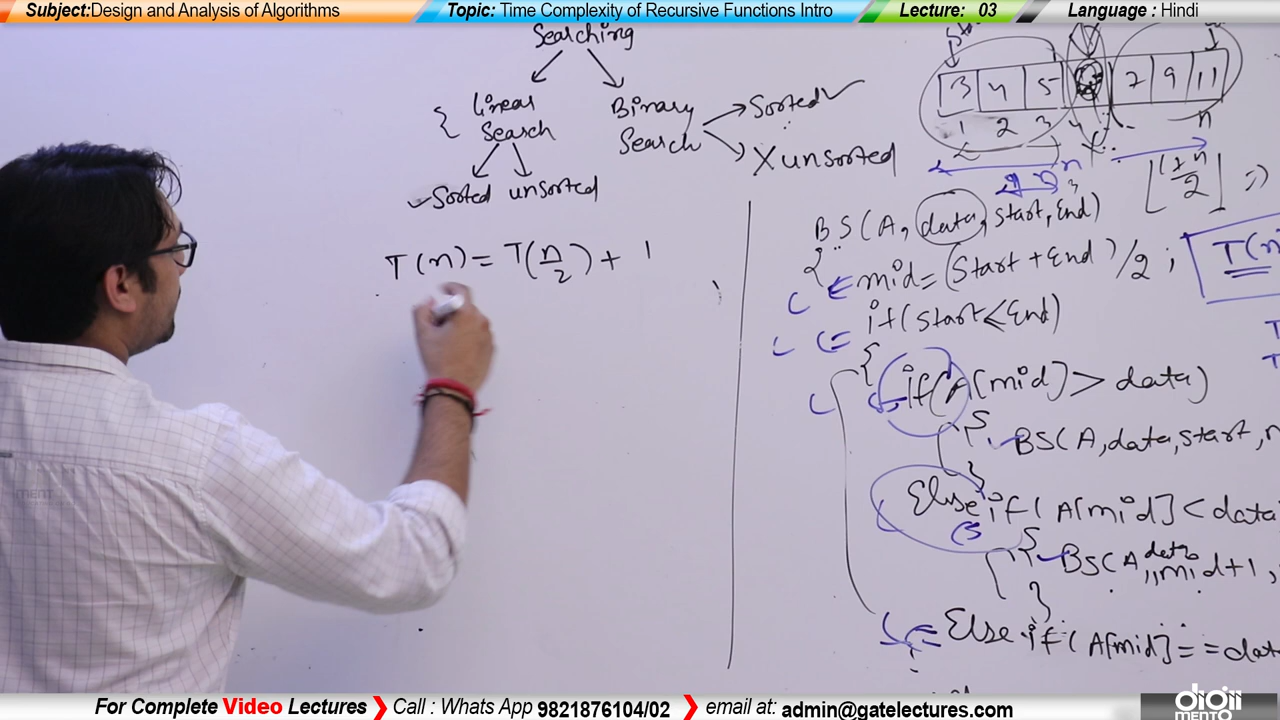 Subject:Design and Analysis of Algorithms
Topic: Time Complexity of Recursive Functions Intro
Lecture: 03
Language : Hindi
Searching
Linear Search
Binary Search
Sorted
X unsorted
Sorted unsorted
T(n) = T(n/2) + 1
3 4 5 7 9 11
1 2 3 4 n
BS(A, data, start, End)
{
mid = (Start + End)/2;
if(start<End)
{
if(A[mid] > data)
{
BS(A, data, start,
}
Else if(A[mid] < data
{
BS(A, data, mid+1,
}
Else if(A[mid] == data
T(n)
For Complete Video Lectures
Call : Whats App 9821876104/02
email at: admin@gatelectures.com
digii
MENTO